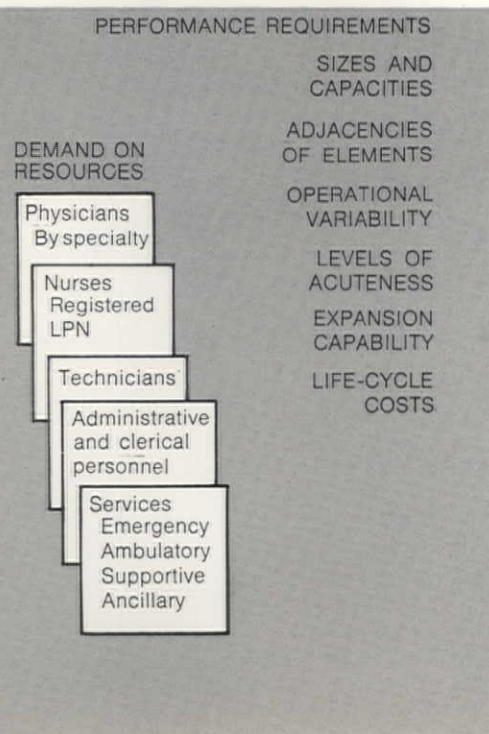 PERFORMANCE REQUIREMENTS
SIZES AND
CAPACITIES
ADJACENCIES
OF ELEMENTS
OPERATIONAL
VARIABILITY
LEVELS OF
ACUTENESS
EXPANSION
CAPABILITY
LIFE-CYCLE
COSTS
DEMAND ON
RESOURCES
Physicians
By specialty
Nurses
Registered
LPN
Technicians
Administrative
and clerical
personnel
Services
Emergency
Ambulatory
Supportive
Ancillary